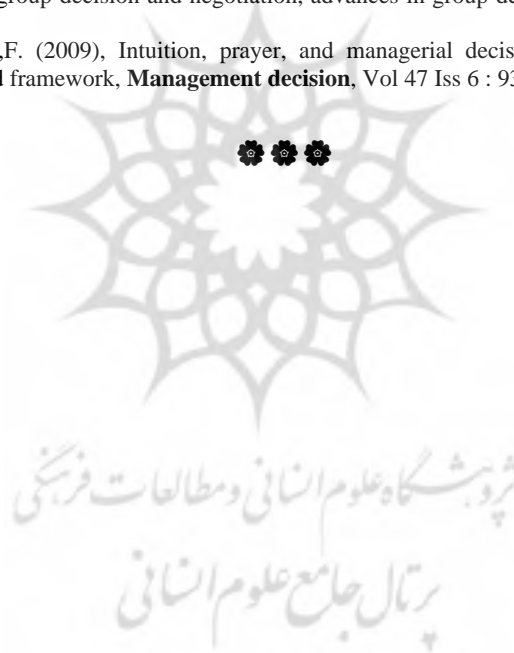 group decision and negotiation, advances in group de
,F. (2009), Intuition, prayer, and managerial decis
framework, Management decision, Vol 47 Iss 6 : 93
پژوهشگاه علوم انسانی و مطالعات فرهنگی
پرتال جامع علوم انسانی